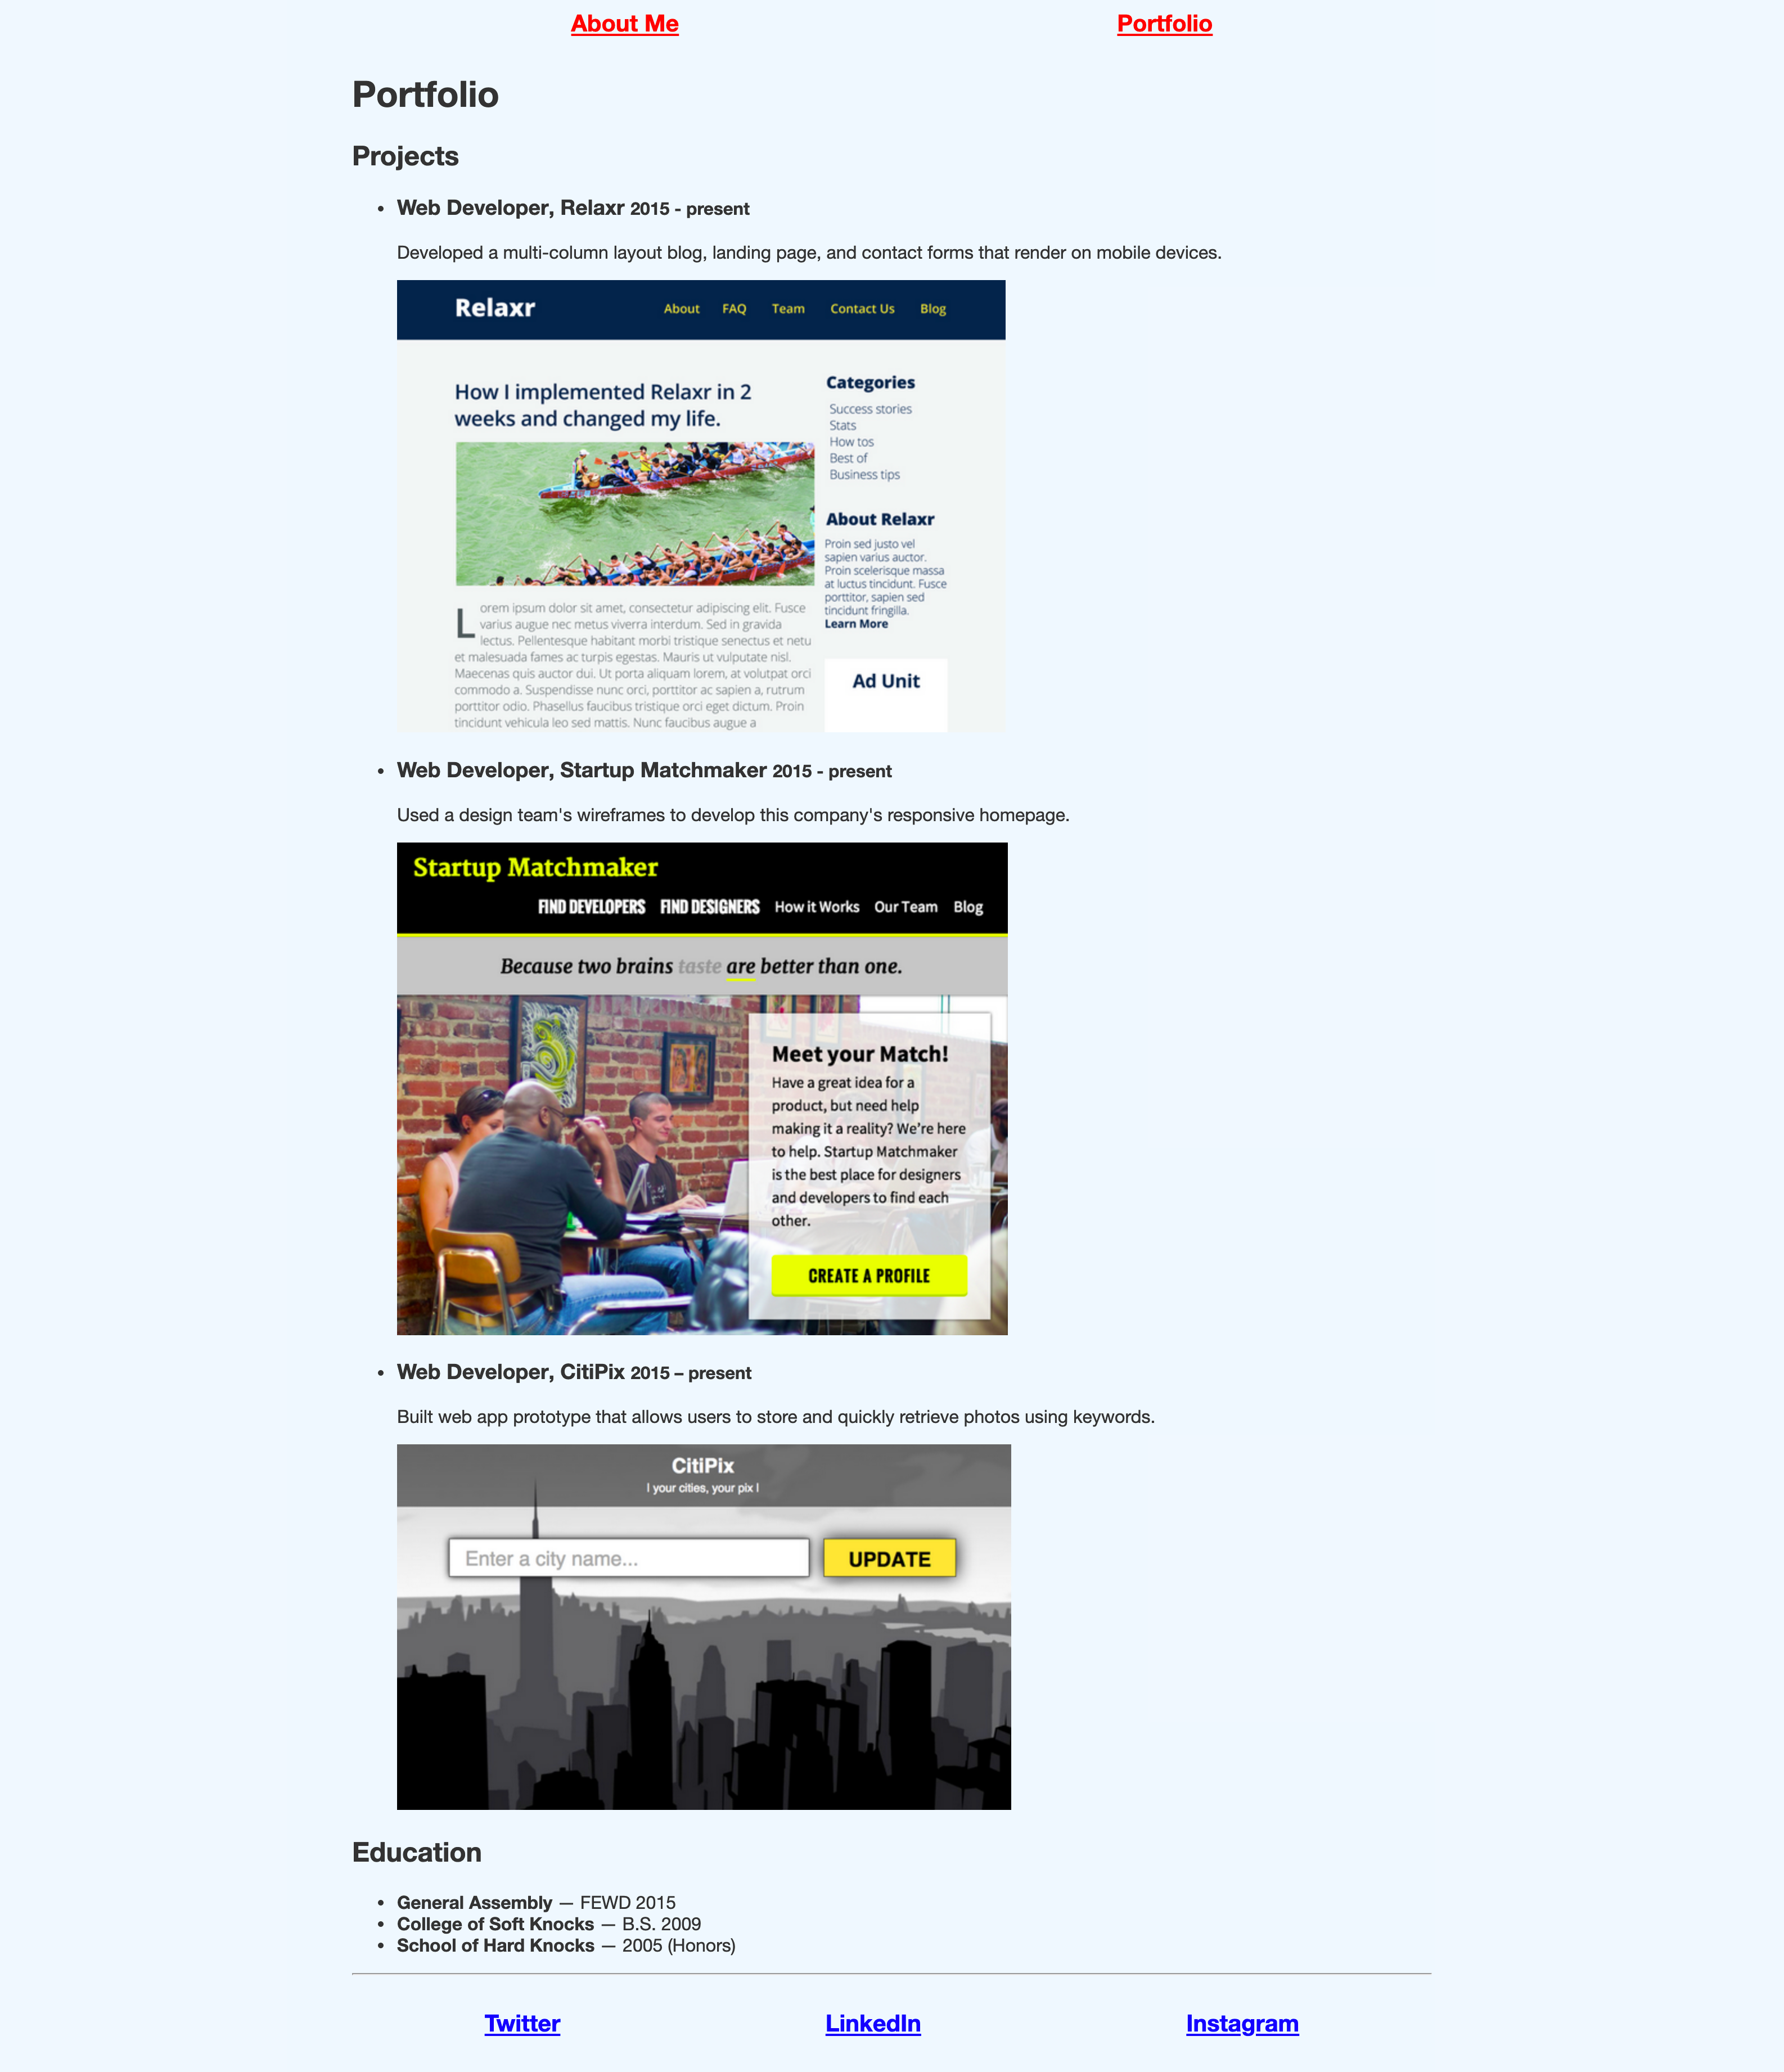 About Me Portfolio
Portfolio
Projects
• Web Developer, Relaxr 2015 - present
Developed a multi-column layout blog, landing page, and contact forms that render on mobile devices.
Relaxr About FAQ Team Contact Us Blog
How I implemented Relaxr in 2
weeks and changed my life.
Lorem ipsum dolor sit amet, consectetur adipiscing elit. Fusce
varius augue nec metus viverra interdum. Sed in gravida
lectus. Pellentesque habitant morbi tristique senectus et netu
et malesuada fames ac turpis egestas. Mauris ut vulputate nisl.
Maecenas quis auctor dui. Ut porta aliquam lorem, at volutpat orci
commodo a. Suspendisse nunc orci, porttitor ac sapien a, rutrum
porttitor odio. Phasellus faucibus tristique orci eget dictum. Proin
tincidunt vehicula leo sed mattis. Nunc faucibus augue a
Categories
Success stories
Stats
How tos
Best of
Business tips
About Relaxr
Proin sed justo vel
sapien varius auctor.
Proin scelerisque massa
at luctus tincidunt. Fusce
porttitor, sapien sed
tincidunt fringilla.
Learn More
Ad Unit
• Web Developer, Startup Matchmaker 2015 - present
Used a design team's wireframes to develop this company's responsive homepage.
Startup Matchmaker
FIND DEVELOPERS FIND DESIGNERS How it Works Our Team Blog
Because two brains taste are better than one.
Meet your Match!
Have a great idea for a
product, but need help
making it a reality? We're here
to help. Startup Matchmaker
is the best place for designers
and developers to find each
other.
CREATE A PROFILE
• Web Developer, CitiPix 2015 – present
Built web app prototype that allows users to store and quickly retrieve photos using keywords.
CitiPix
| your cities, your pix |
Enter a city name... UPDATE
Education
• General Assembly — FEWD 2015
• College of Soft Knocks — B.S. 2009
• School of Hard Knocks — 2005 (Honors)
Twitter LinkedIn Instagram